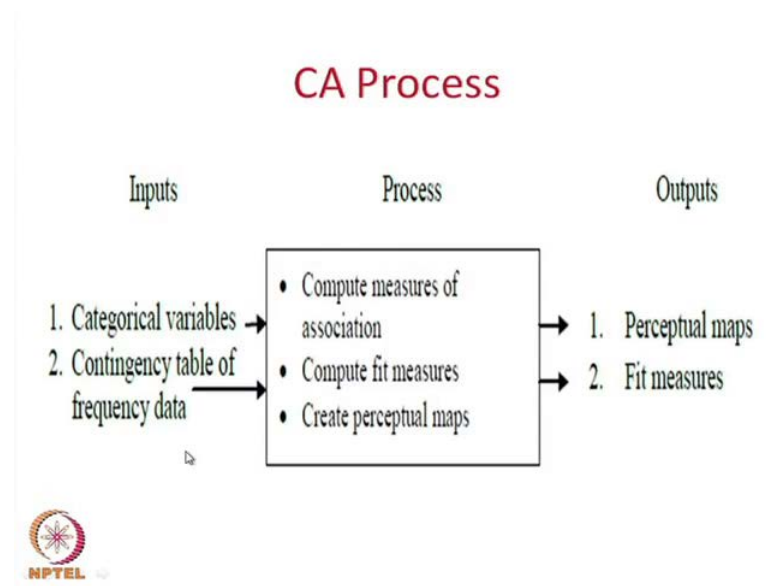 CA Process
Inputs
Process
Outputs
1. Categorical variables
2. Contingency table of
frequency data
• Compute measures of
association
• Compute fit measures
• Create perceptual maps
1. Perceptual maps
2. Fit measures
NPTEL